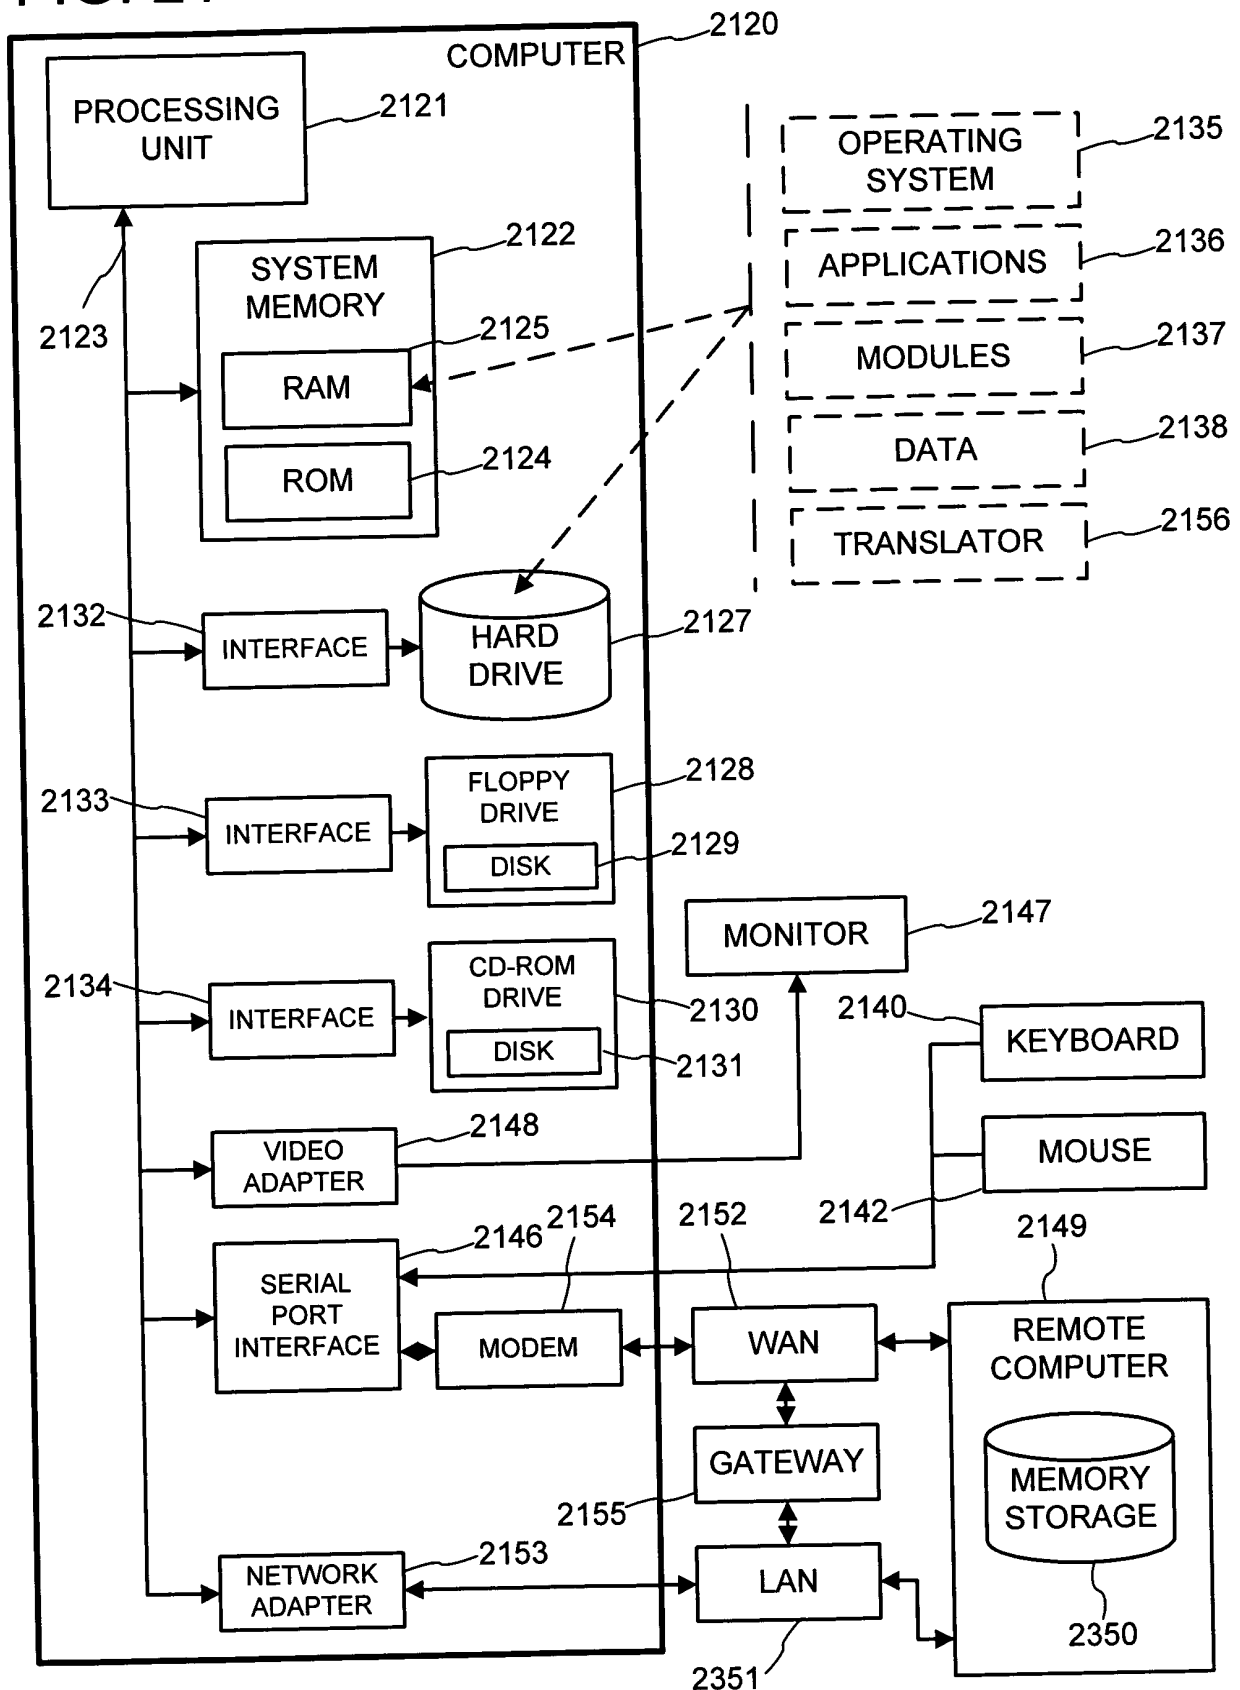 2120
COMPUTER
PROCESSING
UNIT
2121
2123
SYSTEM
MEMORY
2122
RAM
2125
ROM
2124
OPERATING
SYSTEM
2135
APPLICATIONS
2136
MODULES
2137
DATA
2138
TRANSLATOR
2156
2132
INTERFACE
HARD
DRIVE
2127
2133
INTERFACE
FLOPPY
DRIVE
2128
DISK
2129
2134
INTERFACE
CD-ROM
DRIVE
2130
DISK
2131
MONITOR
2147
2140
KEYBOARD
MOUSE
2142
VIDEO
ADAPTER
2148
SERIAL
PORT
INTERFACE
2146
2154
MODEM
2152
WAN
2149
REMOTE
COMPUTER
MEMORY
STORAGE
2350
GATEWAY
2155
NETWORK
ADAPTER
2153
LAN
2351